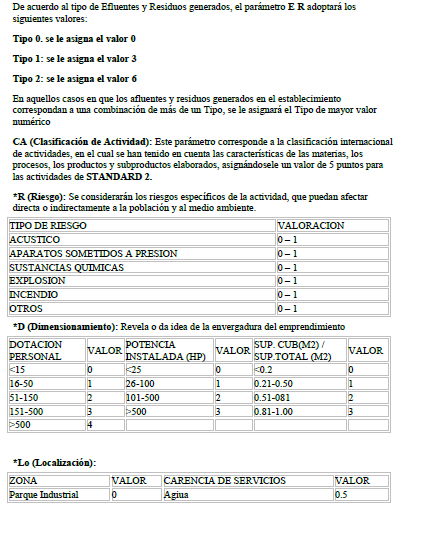 De acuerdo al tipo de Efluentes y Residuos generados, el parámetro E R adoptará los
siguientes valores:
Tipo 0. se le asigna el valor 0
Tipo 1: se le asigna el valor 3
Tipo 2: se le asigna el valor 6
En aquellos casos en que los afluentes y residuos generados en el establecimiento
correspondan a una combinación de más de un Tipo, se le asignará el Tipo de mayor valor
numérico
CA (Clasificación de Actividad): Este parámetro corresponde a la clasificación internacional
de actividades, en el cual se han tenido en cuenta las características de las materias, los
procesos, los productos y subproductos elaborados, asignándosele un valor de 5 puntos para
las actividades de STANDARD 2.
*R (Riesgo): Se considerarán los riesgos específicos de la actividad, que puedan afectar
directa o indirectamente a la población y al medio ambiente.
TIPO DE RIESGO VALORACION
ACUSTICO 0 – 1
APARATOS SOMETIDOS A PRESION 0 – 1
SUSTANCIAS QUIMICAS 0 – 1
EXPLOSION 0 – 1
INCENDIO 0 – 1
OTROS 0 – 1
*D (Dimensionamiento): Revela o da idea de la envergadura del emprendimiento
DOTACION PERSONAL VALOR POTENCIA INSTALADA (HP) VALOR SUP. CUB(M2) / SUP.TOTAL (M2) VALOR
<15 0 <25 0 <0.2 0
16-50 1 26-100 1 0.21-0.50 1
51-150 2 101-500 2 0.51-081 2
151-500 3 >500 3 0.81-1.00 3
>500 4
*Lo (Localización):
ZONA VALOR CARENCIA DE SERVICIOS VALOR
Parque Industrial 0 Agiua 0.5